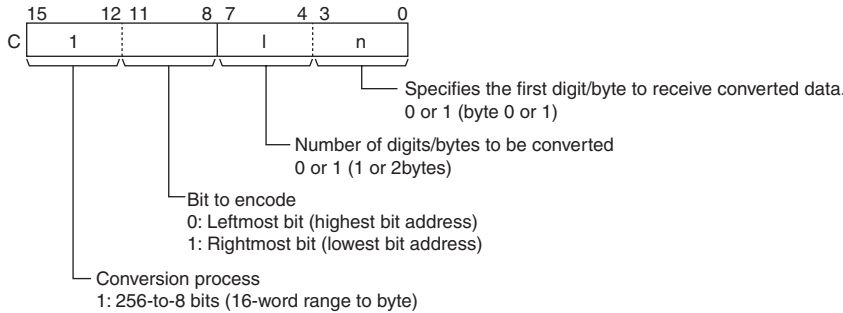 15 12 11 8 7 4 3 0
C 1 l n
Specifies the first digit/byte to receive converted data.
0 or 1 (byte 0 or 1)
Number of digits/bytes to be converted
0 or 1 (1 or 2bytes)
Bit to encode
0: Leftmost bit (highest bit address)
1: Rightmost bit (lowest bit address)
Conversion process
1: 256-to-8 bits (16-word range to byte)